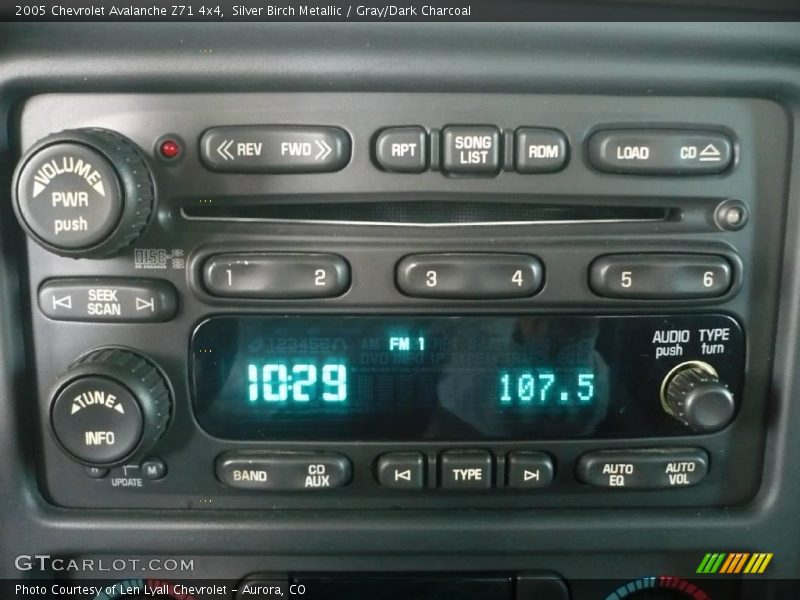 2005 Chevrolet Avalanche Z71 4x4, Silver Birch Metallic / Gray/Dark Charcoal
VOLUME
PWR
push
REV FWD
RPT
SONG
LIST
RDM
LOAD CD
DISC
1 2
3 4
5 6
SEEK
SCAN
FM 1
10:29
107.5
AUDIO TYPE
push turn
TUNE
INFO
H M
UPDATE
BAND
CD
AUX
TYPE
AUTO
EQ
AUTO
VOL
GTCARLOT.COM
Photo Courtesy of Len Lyall Chevrolet - Aurora, CO